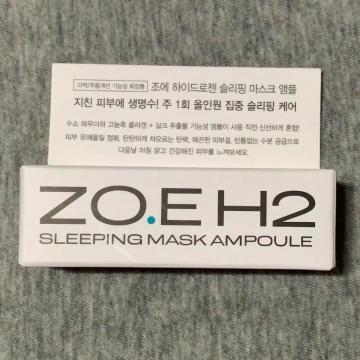 미백/주름개선 기능성 화장품
조에 하이드로젠 슬리핑 마스크 앰플
지친 피부에 생명수! 주 1회 올인원 집중 슬리핑 케어
수소 파우더와 고농축 콜라겐 + 실크 추출물 기능성 앰플이 사용 직전 신선하게 혼합!
피부 유해물질 정화, 탄탄하게 차오르는 탄력, 매끈한 피부결, 빈틈없는 수분 공급으로
다음날 아침 맑고 건강해진 피부를 느껴보세요.
ZO.E H2
SLEEPING MASK AMPOULE